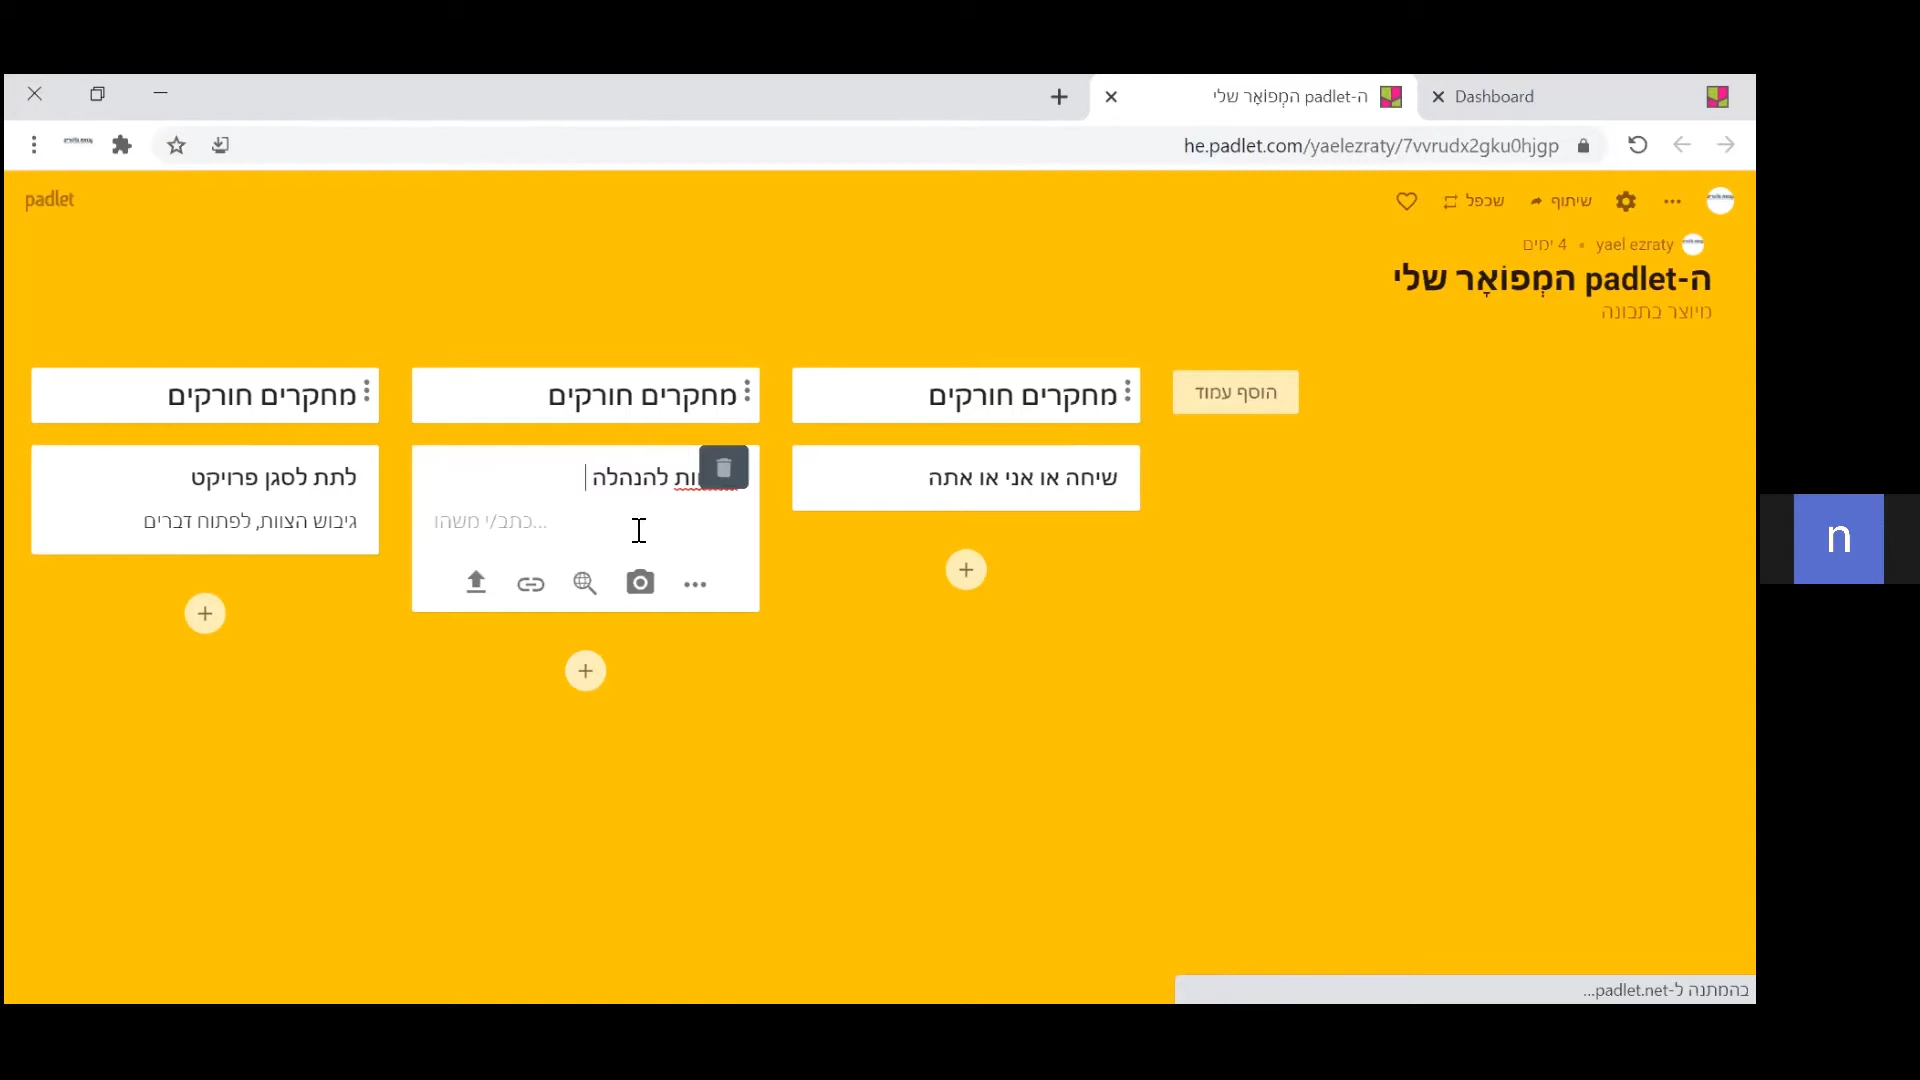 ה-padlet המְפוֹאָר שלי
Dashboard
he.padlet.com/yaelezraty/7vvrudx2gku0hjgp
padlet
שיתוף
שכפל
yael ezraty • 4 ימים
ה-padlet המְפוֹאָר שלי
מיוצר בתבונה
הוסף עמוד
מחקרים חורקים
שיחה או אני או אתה
מחקרים חורקים
להנהלה
כתב/י משהו...
מחקרים חורקים
לתת לסגן פרויקט
גיבוש הצוות, לפתוח דברים
n
בהמתנה ל-padlet.net...